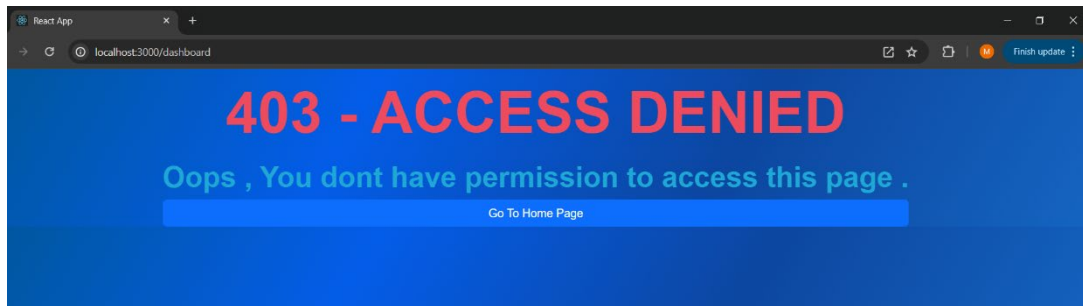 React App
localhost:3000/dashboard
M
Finish update
403 - ACCESS DENIED
Oops , You dont have permission to access this page .
Go To Home Page